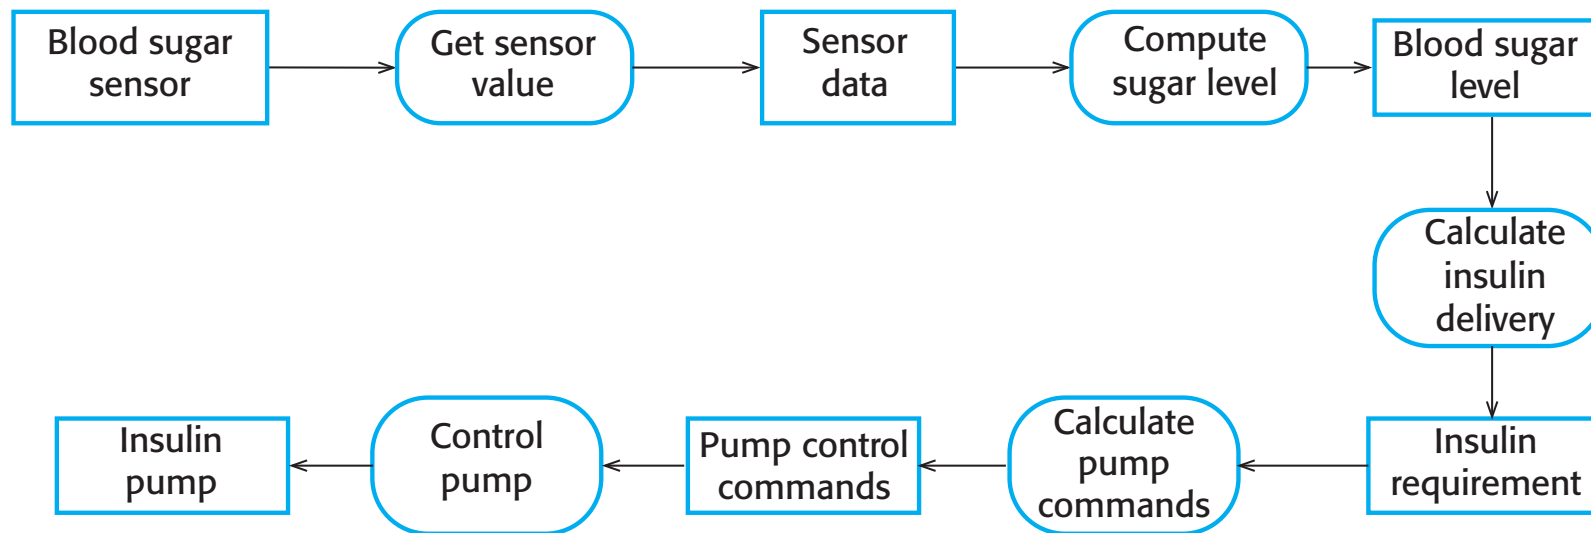 Blood sugar
sensor
Get sensor
value
Sensor
data
Compute
sugar level
Blood sugar
level
Calculate
insulin
delivery
Insulin
requirement
Calculate
pump
commands
Pump control
commands
Control
pump
Insulin
pump